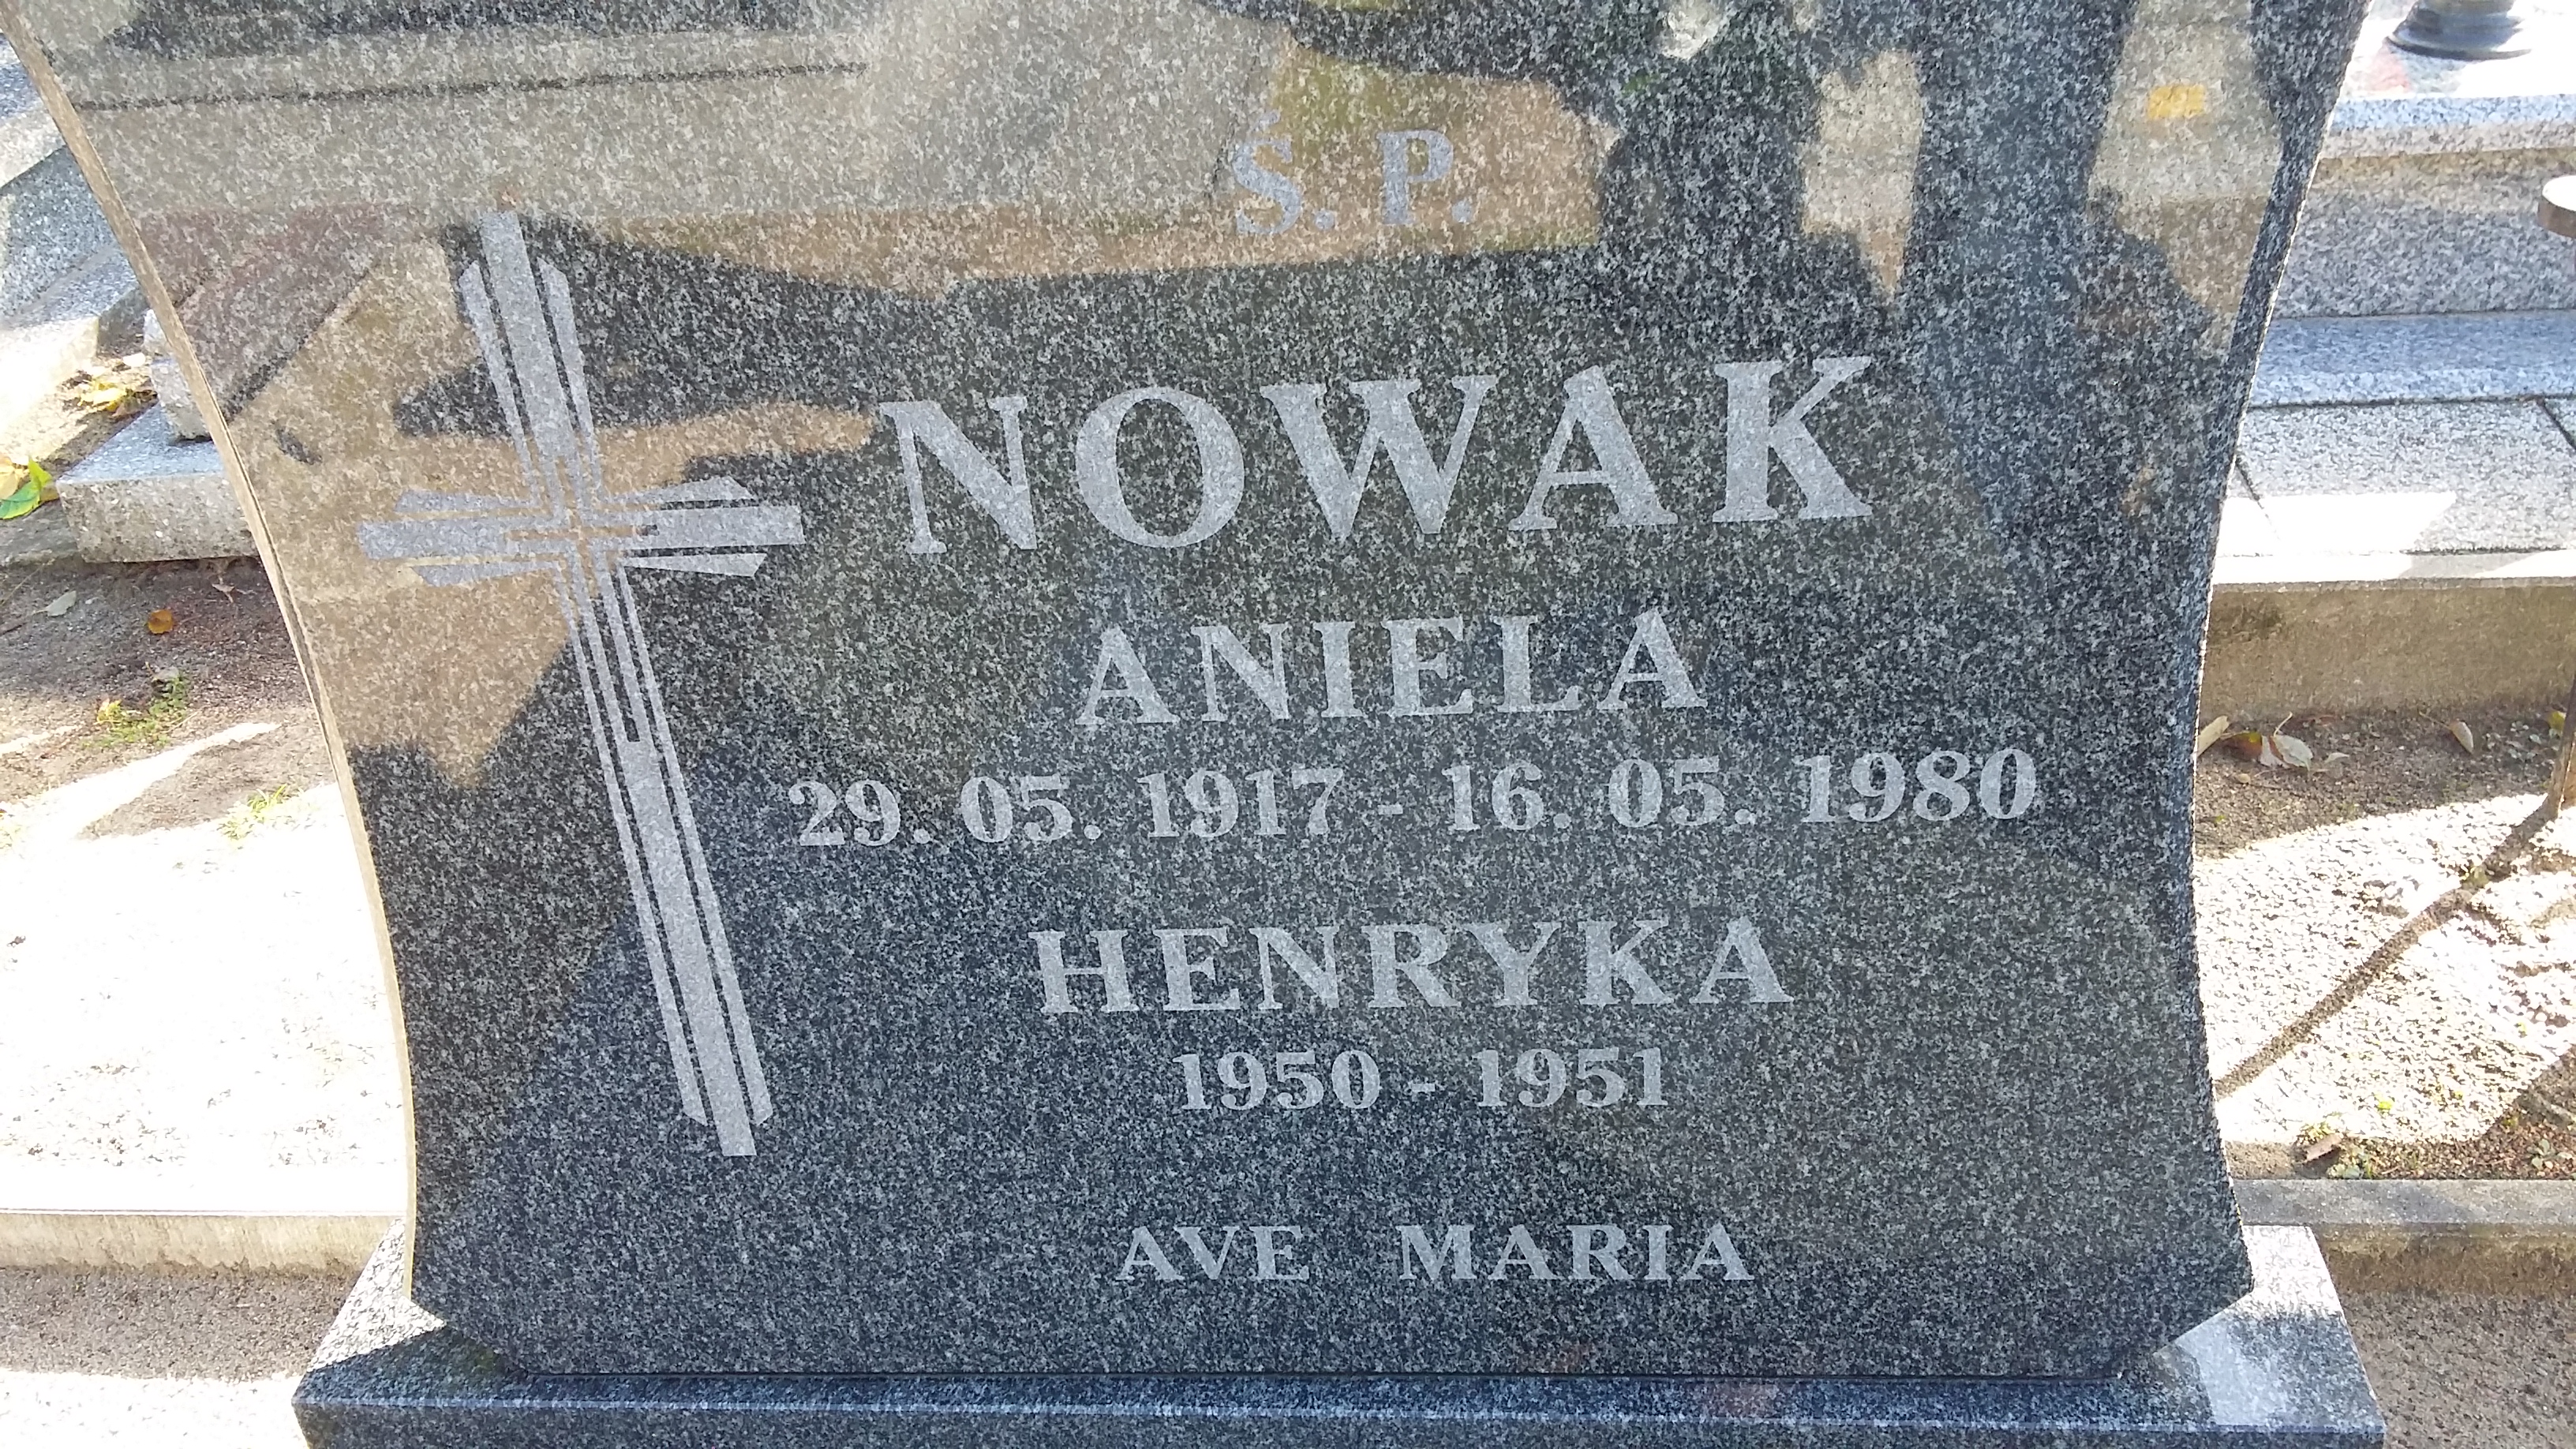 Ś. P.
NOWAK
ANIELA
29. 05. 1917 - 16. 05. 1980
HENRYKA
1950 - 1951
AVE MARIA